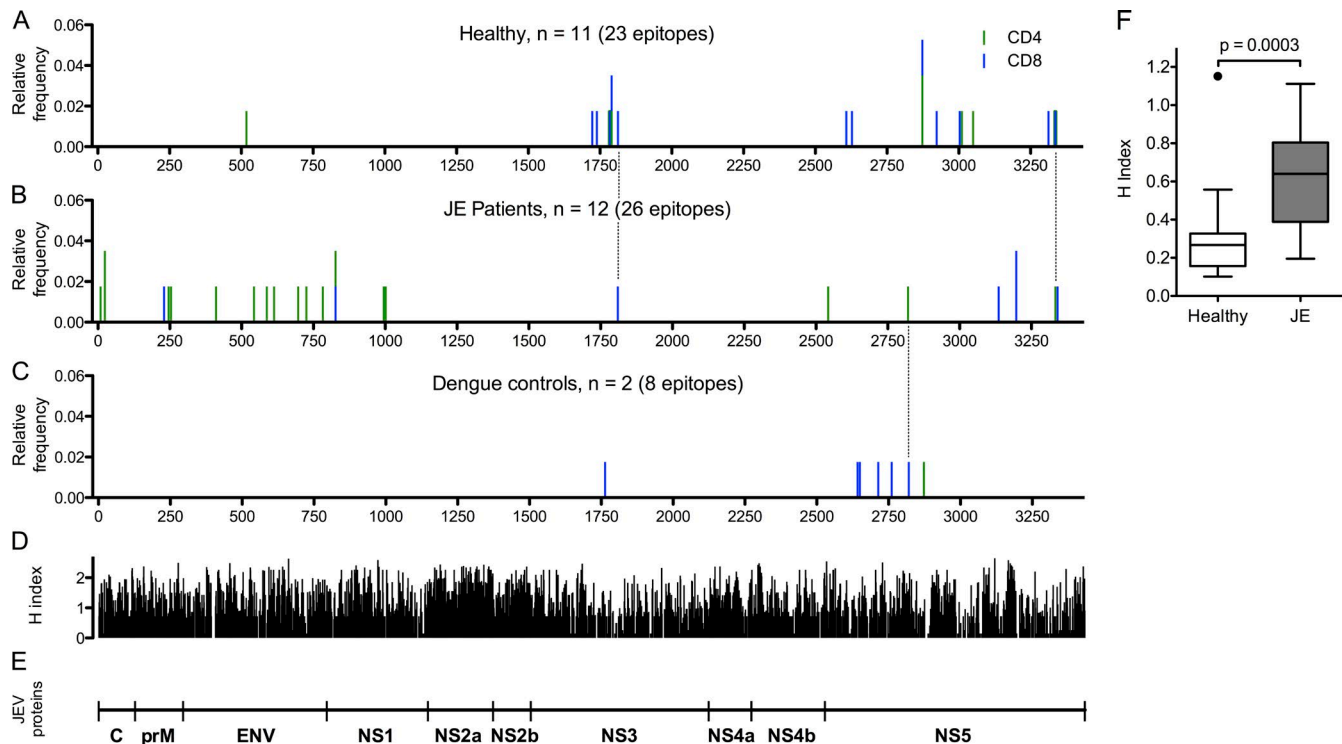 A
Healthy, n = 11 (23 epitopes)
CD4
CD8
Relative
frequency
0.06
0.04
0.02
0.00
0 250 500 750 1000 1250 1500 1750 2000 2250 2500 2750 3000 3250
B
JE Patients, n = 12 (26 epitopes)
Relative
frequency
0.06
0.04
0.02
0.00
0 250 500 750 1000 1250 1500 1750 2000 2250 2500 2750 3000 3250
C
Dengue controls, n = 2 (8 epitopes)
Relative
frequency
0.06
0.04
0.02
0.00
0 250 500 750 1000 1250 1500 1750 2000 2250 2500 2750 3000 3250
D
H index
2
1
0
E
JEV
proteins
C prM ENV NS1 NS2a NS2b NS3 NS4a NS4b NS5
F
p = 0.0003
H Index
1.2
1.0
0.8
0.6
0.4
0.2
0.0
Healthy JE